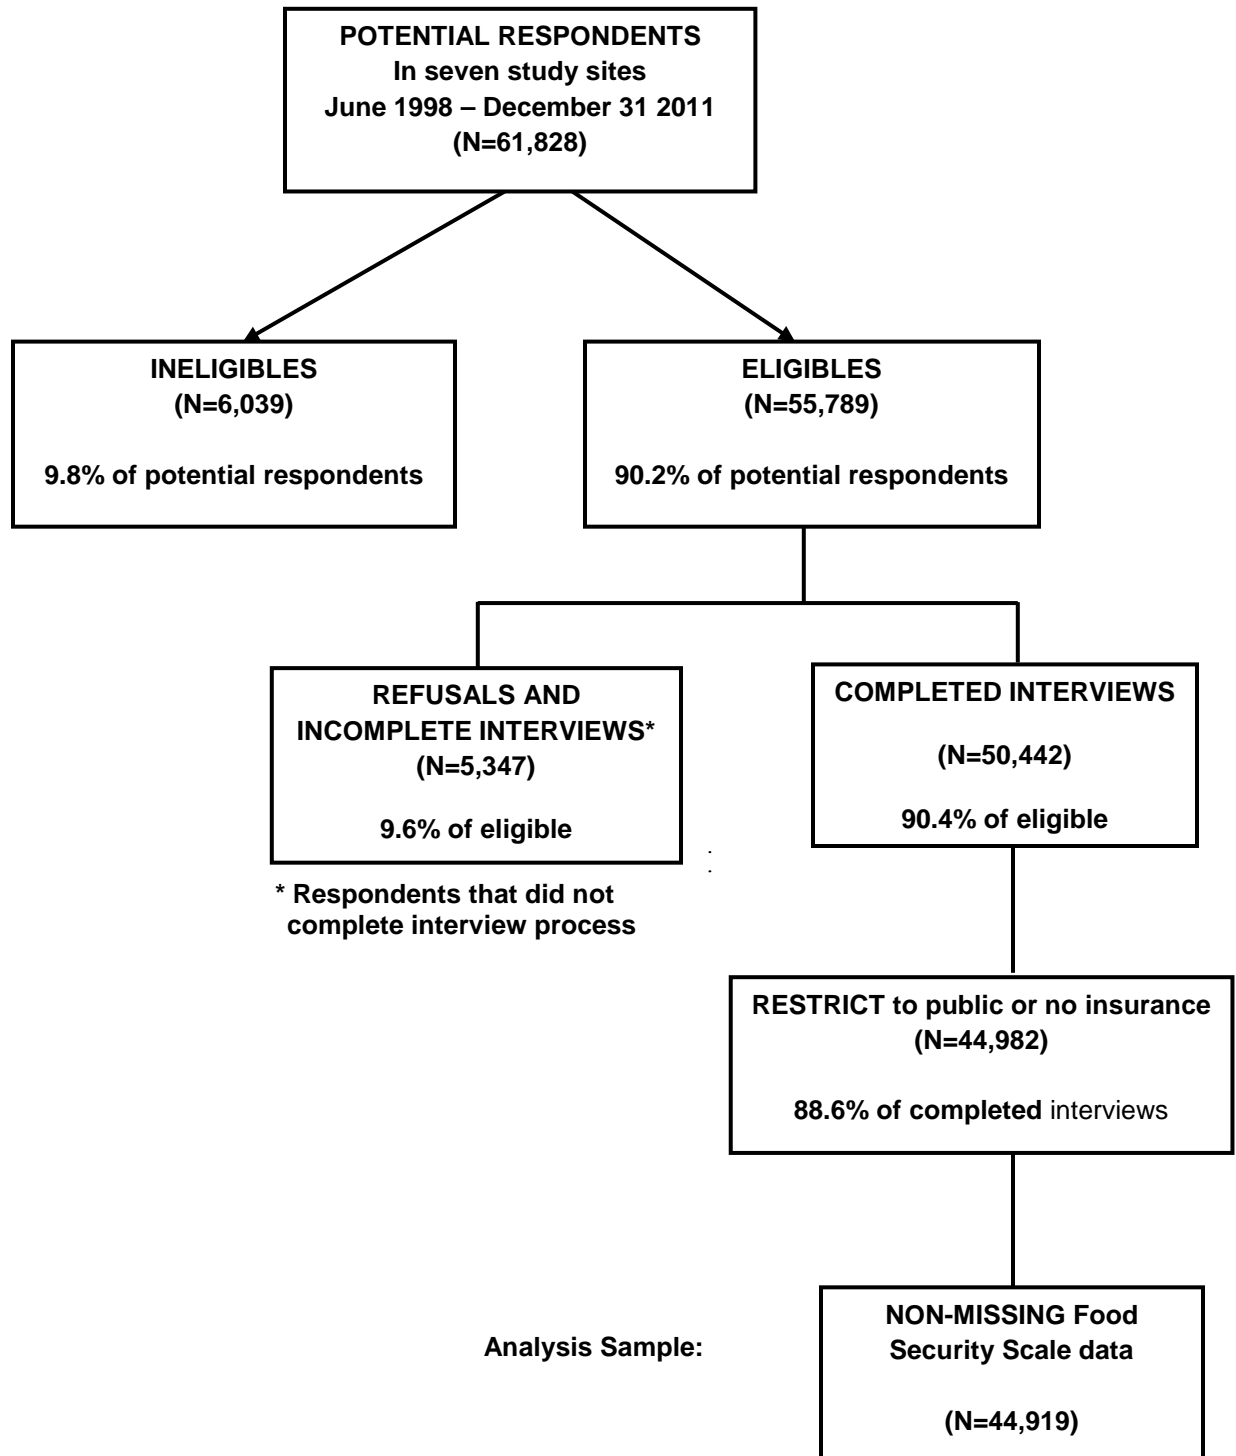 POTENTIAL RESPONDENTS
In seven study sites
June 1998 – December 31 2011
(N=61,828)
INELIGIBLES
(N=6,039)
9.8% of potential respondents
ELIGIBLES
(N=55,789)
90.2% of potential respondents
REFUSALS AND
INCOMPLETE INTERVIEWS*
(N=5,347)
9.6% of eligible
* Respondents that did not
complete interview process
:
COMPLETED INTERVIEWS
(N=50,442)
90.4% of eligible
RESTRICT to public or no insurance
(N=44,982)
88.6% of completed interviews
Analysis Sample:
NON-MISSING Food
Security Scale data
(N=44,919)